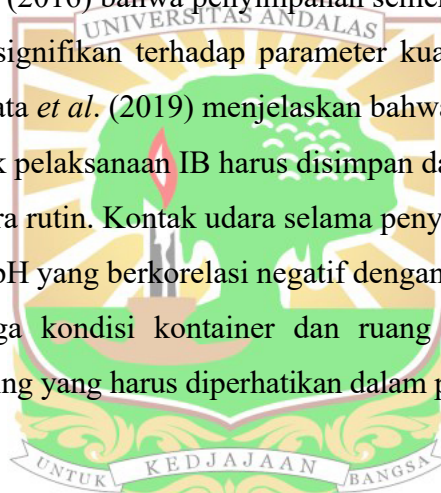 (2016) bahwa penyimpanan semen
UNIVERSITAS ANDALAS
signifikan terhadap parameter kua
ata et al. (2019) menjelaskan bahwa
k pelaksanaan IB harus disimpan da
ra rutin. Kontak udara selama peny
pH yang berkorelasi negatif dengan
ga kondisi kontainer dan ruang
ing yang harus diperhatikan dalam p
UNTUK KEDJAJAAN BANGSA